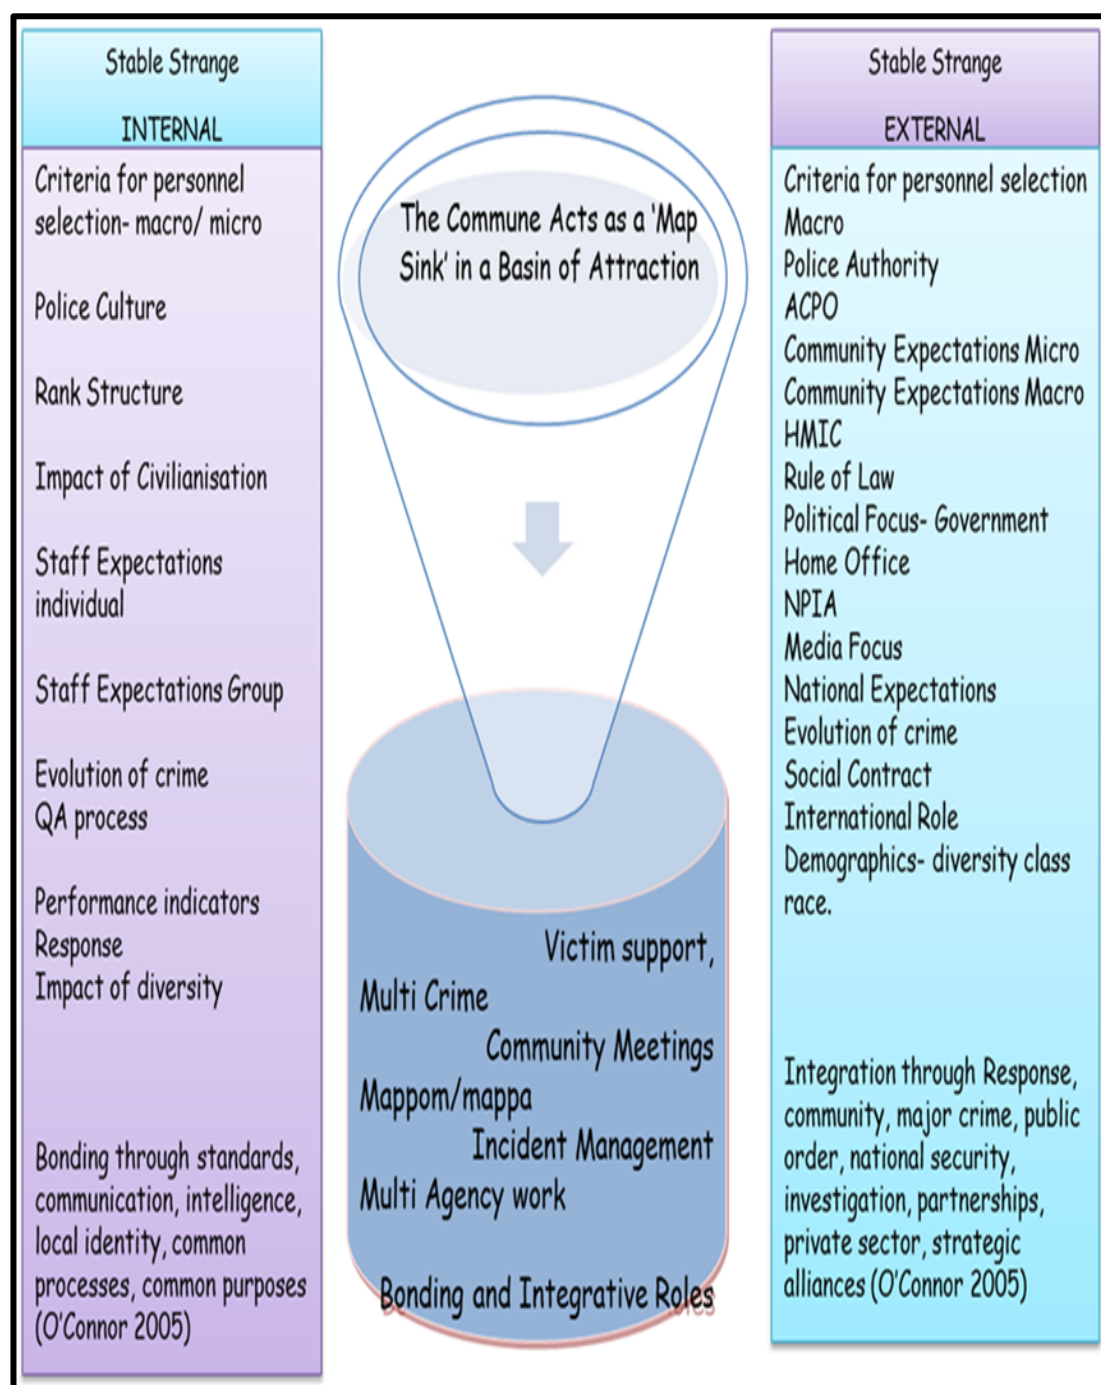 Stable Strange
INTERNAL
Criteria for personnel
selection- macro/ micro
Police Culture
Rank Structure
Impact of Civilianisation
Staff Expectations
individual
Staff Expectations Group
Evolution of crime
QA process
Performance indicators
Response
Impact of diversity
Bonding through standards,
communication, intelligence,
local identity, common
processes, common purposes
(O'Connor 2005)
The Commune Acts as a 'Map
Sink' in a Basin of Attraction
Victim support,
Multi Crime
Community Meetings
Mappom/mappa
Incident Management
Multi Agency work
Bonding and Integrative Roles
Stable Strange
EXTERNAL
Criteria for personnel selection
Macro
Police Authority
ACPO
Community Expectations Micro
Community Expectations Macro
HMIC
Rule of Law
Political Focus- Government
Home Office
NPIA
Media Focus
National Expectations
Evolution of crime
Social Contract
International Role
Demographics- diversity class
race.
Integration through Response,
community, major crime, public
order, national security,
investigation, partnerships,
private sector, strategic
alliances (O'Connor 2005)